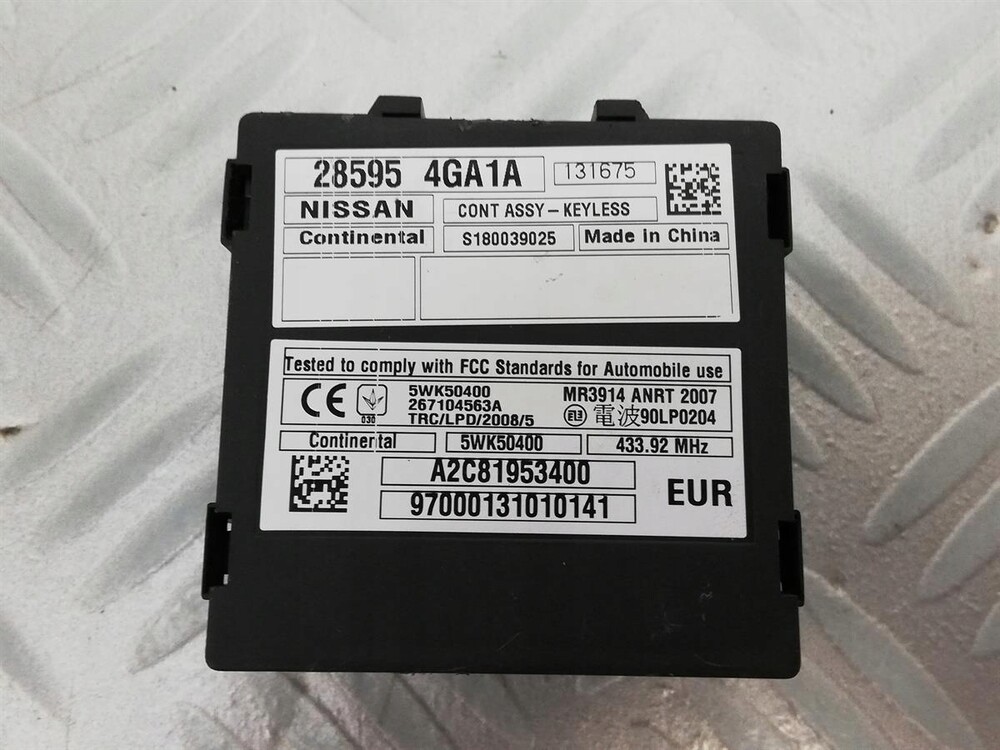 28595 4GA1A 131675
NISSAN CONT ASSY-KEYLESS
Continental S180039025 Made in China
Tested to comply with FCC Standards for Automobile use
CE 030 5WK50400 MR3914 ANRT 2007
267104563A E13 電波90LP0204
TRC/LPD/2008/5
Continental 5WK50400 433.92 MHz
A2C81953400
97000131010141 EUR